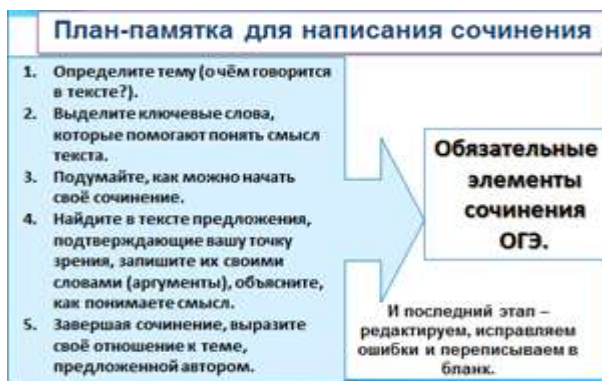 План-памятка для написания сочинения
1. Определите тему (о чём говорится
в тексте?).
2. Выделите ключевые слова,
которые помогают понять смысл
текста.
3. Подумайте, как можно начать
своё сочинение.
4. Найдите в тексте предложения,
подтверждающие вашу точку
зрения, запишите их своими
словами (аргументы), объясните,
как понимаете смысл.
5. Завершая сочинение, выразите
своё отношение к теме,
предложенной автором.
Обязательные
элементы
сочинения
ОГЭ.
И последний этап –
редактируем, исправляем
ошибки и переписываем в
бланк.